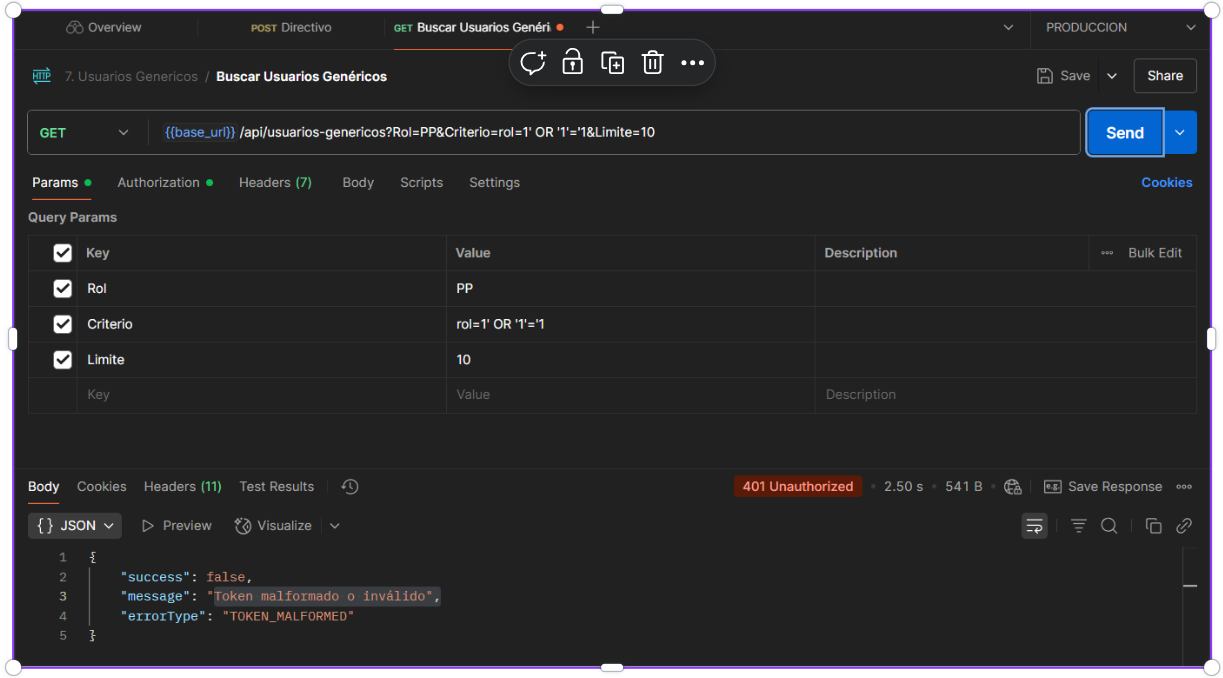 Overview POST Directivo GET Buscar Usuarios Genéri PRODUCCION
HTTP 7. Usuarios Genericos / Buscar Usuarios Genéricos Save Share
GET {{base_url}} /api/usuarios-genericos?Rol=PP&Criterio=rol=1' OR '1'='1&Limite=10 Send
Params Authorization Headers (7) Body Scripts Settings Cookies
Query Params
Key Value Description Bulk Edit
Rol PP
Criterio rol=1' OR '1'='1
Limite 10
Key Value Description
Body Cookies Headers (11) Test Results 401 Unauthorized 2.50 s 541 B e.g. Save Response
{} JSON Preview Visualize
1 {
2 "success": false,
3 "message": "Token malformado o inválido",
4 "errorType": "TOKEN_MALFORMED"
5 }